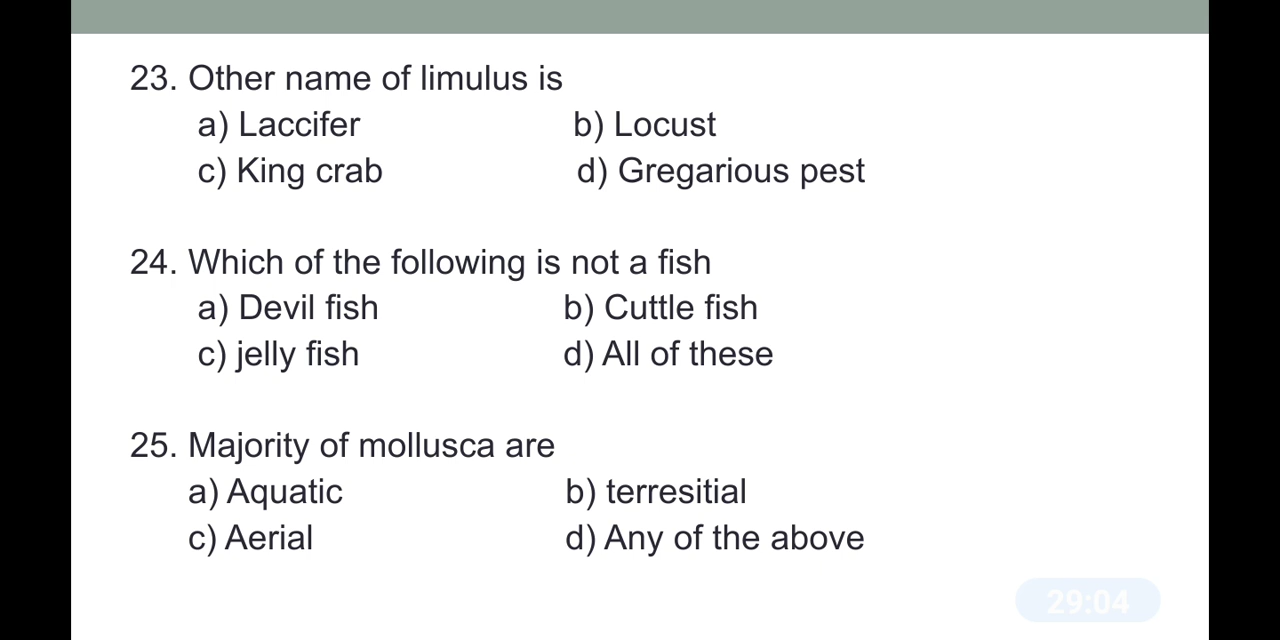 23. Other name of limulus is
a) Laccifer b) Locust
c) King crab d) Gregarious pest
24. Which of the following is not a fish
a) Devil fish b) Cuttle fish
c) jelly fish d) All of these
25. Majority of mollusca are
a) Aquatic b) terresitial
c) Aerial d) Any of the above
29:04